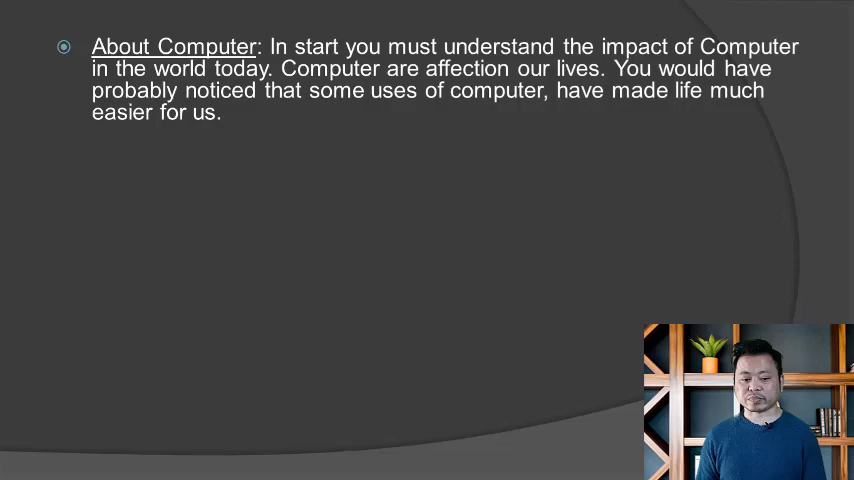 About Computer: In start you must understand the impact of Computer
in the world today. Computer are affection our lives. You would have
probably noticed that some uses of computer, have made life much
easier for us.